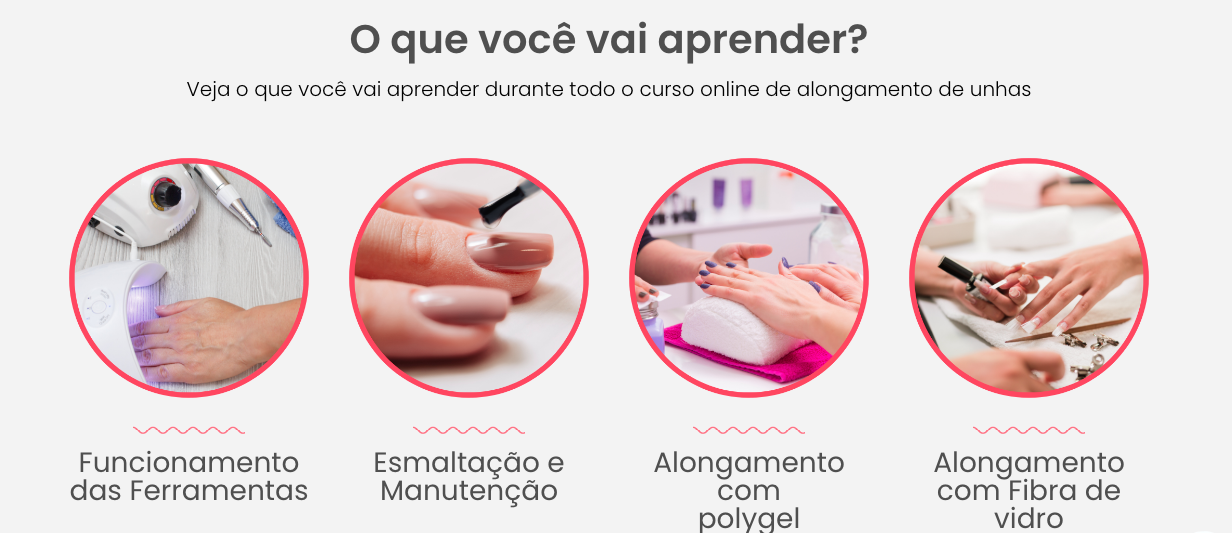 O que você vai aprender?
Veja o que você vai aprender durante todo o curso online de alongamento de unhas
Funcionamento
das Ferramentas
Esmaltação e
Manutenção
Alongamento
com
polygel
Alongamento
com Fibra de
vidro